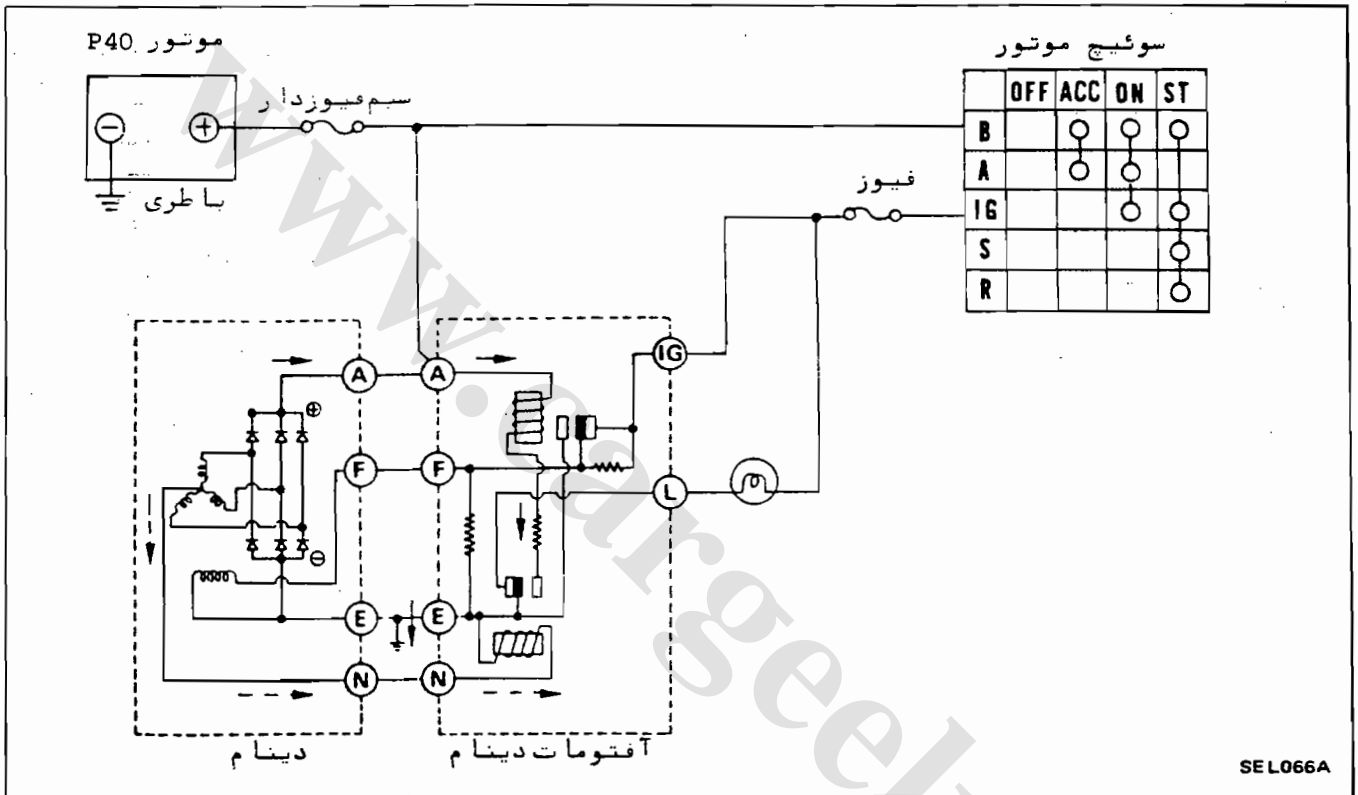 موتور P40
سوئیچ موتور
سیم فیوزدار
OFF ACC ON ST
B
A
IG
S
R
باطری
فیوز
A A IG
F F
L
E E
N N
دینام
آفتومات دینام
SEL066A
www.cargeek